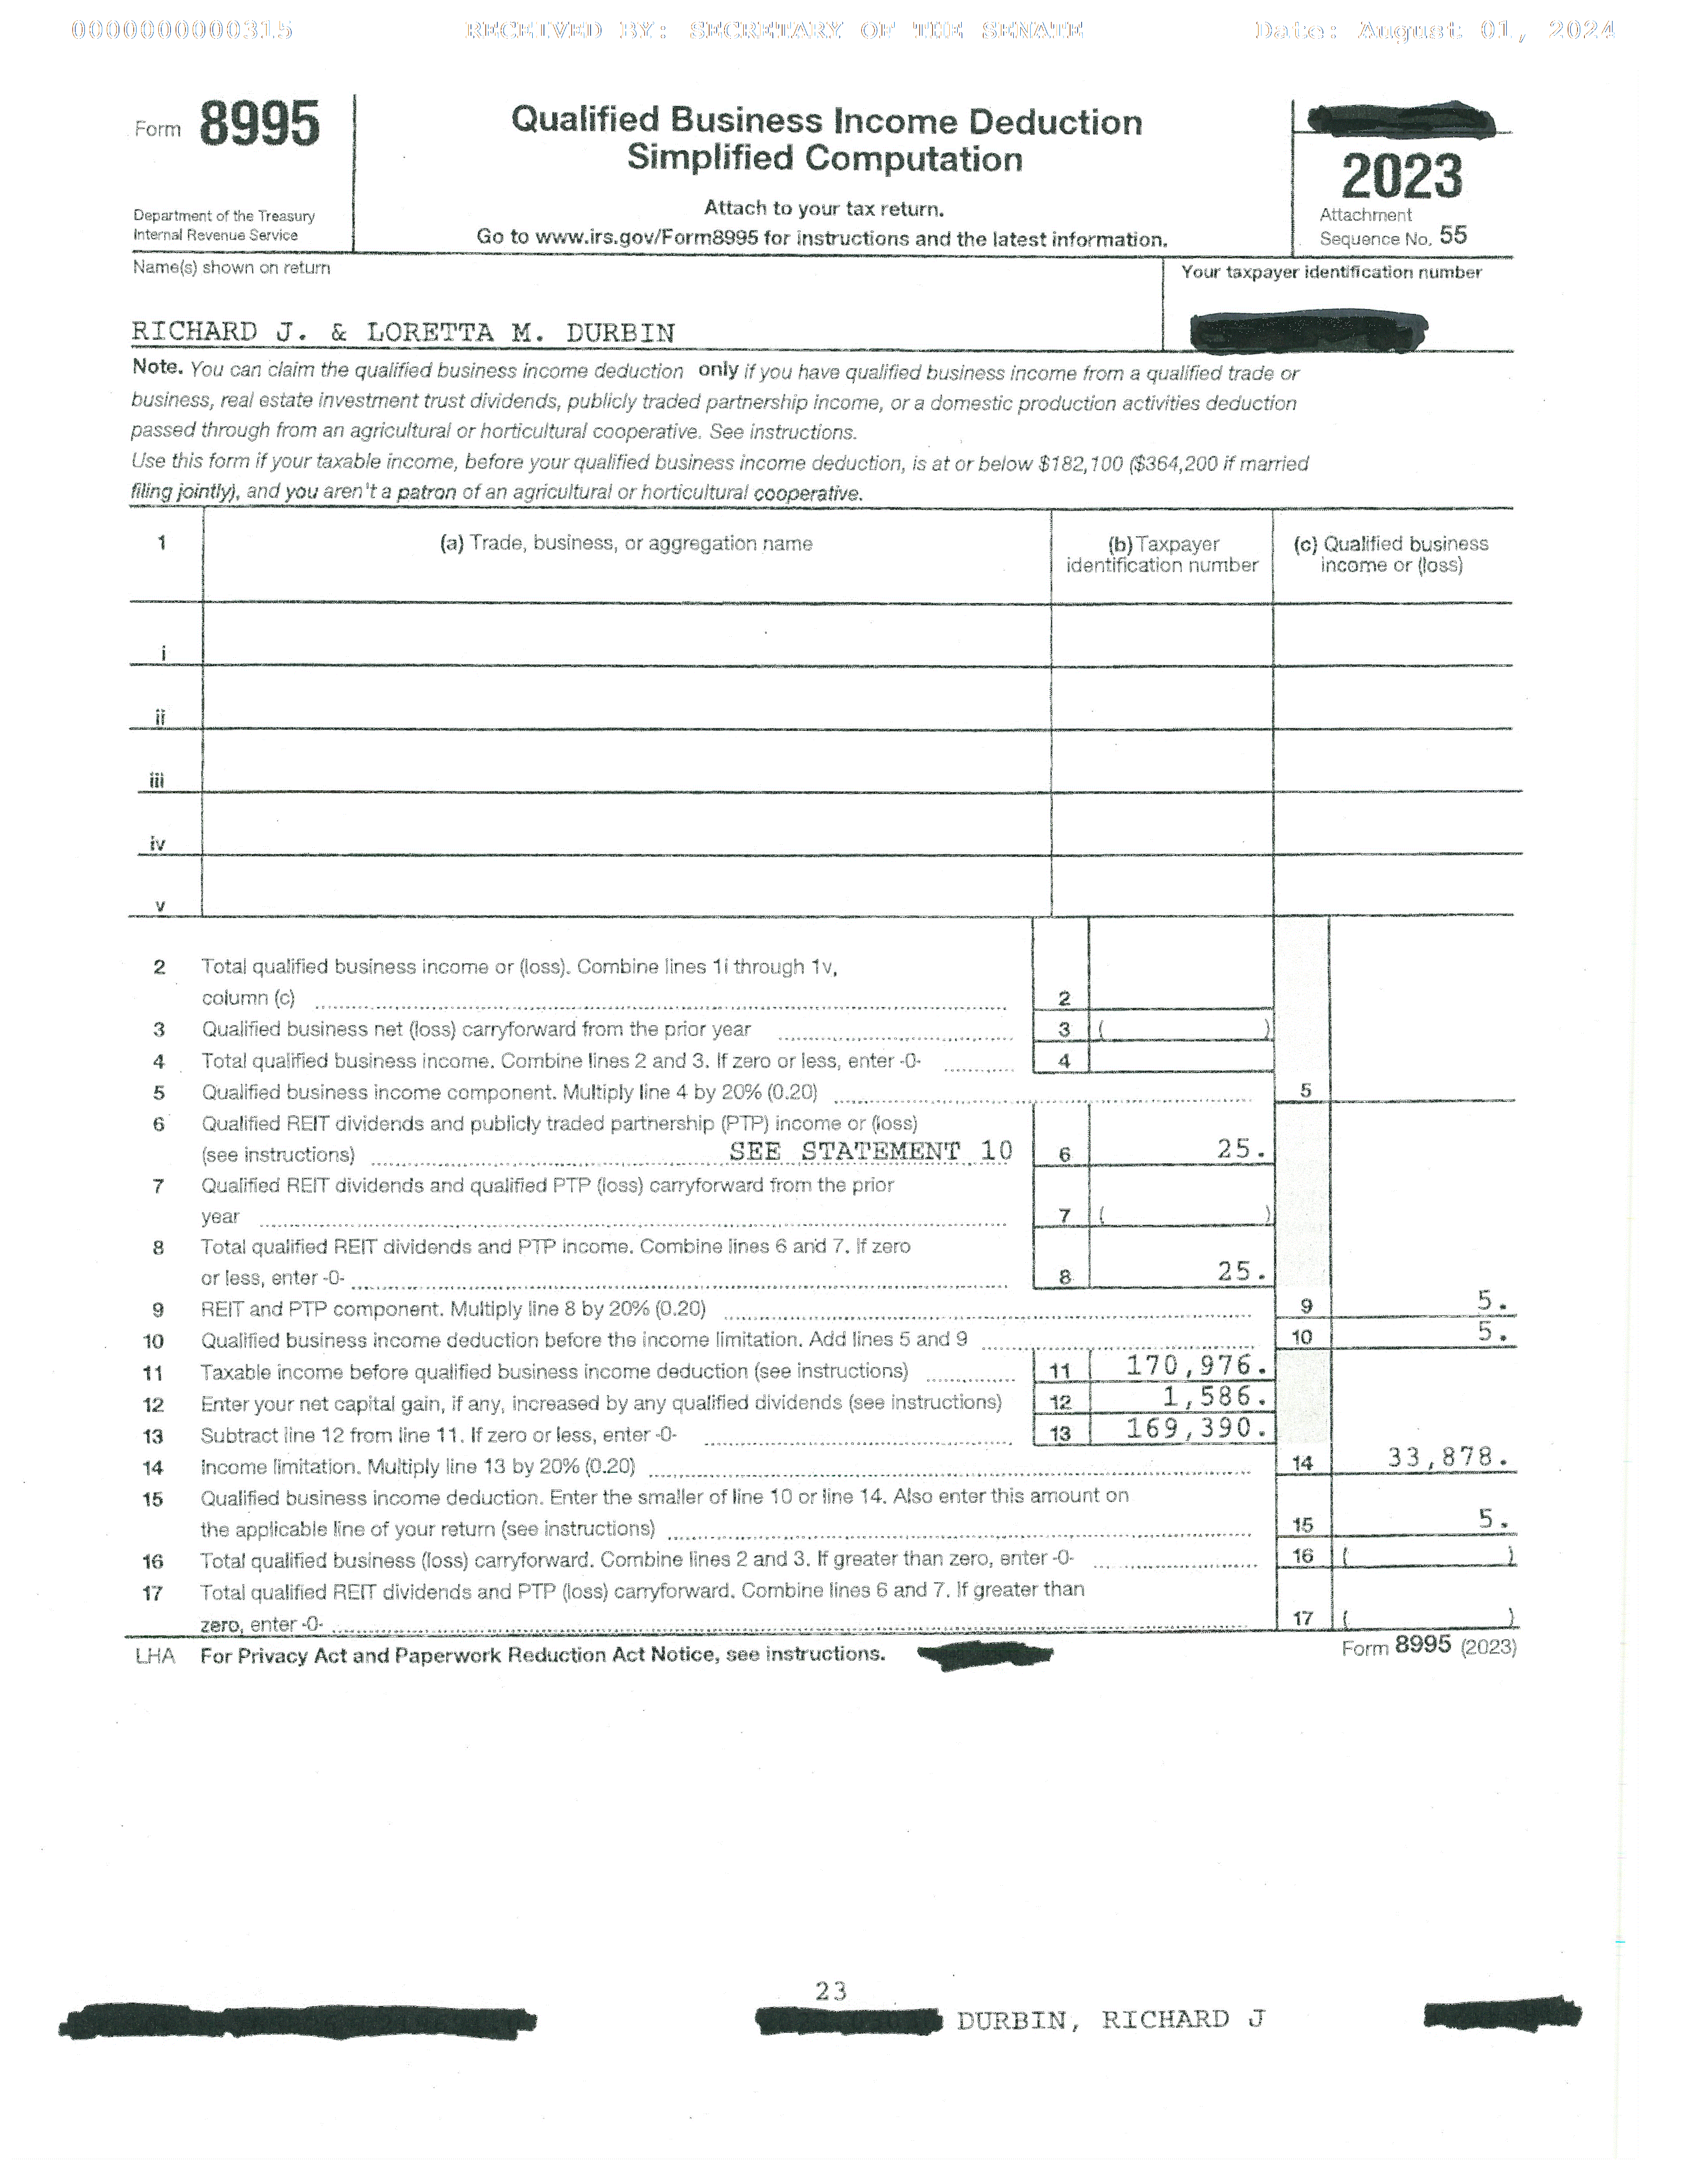 0000000000315 RECEIVED BY: SECRETARY OF THE SENATE Date: August 01, 2024
Form 8995
Qualified Business Income Deduction
Simplified Computation
2023
Attach to your tax return.
Department of the Treasury
Internal Revenue Service
Go to www.irs.gov/Form8995 for instructions and the latest information.
Attachment
Sequence No. 55
Name(s) shown on return
Your taxpayer identification number
RICHARD J. & LORETTA M. DURBIN
Note. You can claim the qualified business income deduction only if you have qualified business income from a qualified trade or
business, real estate investment trust dividends, publicly traded partnership income, or a domestic production activities deduction
passed through from an agricultural or horticultural cooperative. See instructions.
Use this form if your taxable income, before your qualified business income deduction, is at or below $182,100 ($364,200 if married
filing jointly), and you aren't a patron of an agricultural or horticultural cooperative.
1 (a) Trade, business, or aggregation name (b) Taxpayer identification number (c) Qualified business income or (loss)
i
ii
iii
iv
v
2 Total qualified business income or (loss). Combine lines 1i through 1v,
column (c) 2
3 Qualified business net (loss) carryforward from the prior year 3 ( )
4 Total qualified business income. Combine lines 2 and 3. If zero or less, enter -0- 4
5 Qualified business income component. Multiply line 4 by 20% (0.20) 5
6 Qualified REIT dividends and publicly traded partnership (PTP) income or (loss)
(see instructions) SEE STATEMENT 10 6 25.
7 Qualified REIT dividends and qualified PTP (loss) carryforward from the prior
year 7 ( )
8 Total qualified REIT dividends and PTP income. Combine lines 6 and 7. If zero
or less, enter -0- 8 25.
9 REIT and PTP component. Multiply line 8 by 20% (0.20) 9 5.
10 Qualified business income deduction before the income limitation. Add lines 5 and 9 10 5.
11 Taxable income before qualified business income deduction (see instructions) 11 170,976.
12 Enter your net capital gain, if any, increased by any qualified dividends (see instructions) 12 1,586.
13 Subtract line 12 from line 11. If zero or less, enter -0- 13 169,390.
14 Income limitation. Multiply line 13 by 20% (0.20) 14 33,878.
15 Qualified business income deduction. Enter the smaller of line 10 or line 14. Also enter this amount on
the applicable line of your return (see instructions) 15 5.
16 Total qualified business (loss) carryforward. Combine lines 2 and 3. If greater than zero, enter -0- 16 ( )
17 Total qualified REIT dividends and PTP (loss) carryforward. Combine lines 6 and 7. If greater than
zero, enter -0- 17 ( )
LHA For Privacy Act and Paperwork Reduction Act Notice, see instructions. Form 8995 (2023)
23
DURBIN, RICHARD J